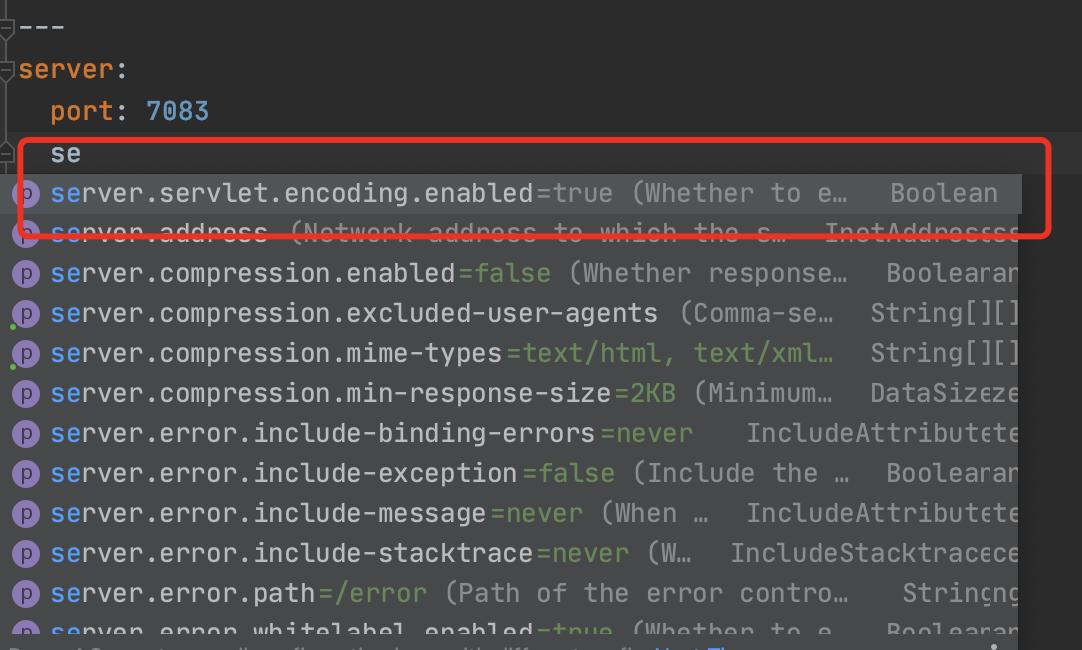 ---
server:
port: 7083
se
p server.servlet.encoding.enabled=true (Whether to e… Boolean
p server.address (Network address to which the s… InetAddress
p server.compression.enabled=false (Whether response… Boolean
p server.compression.excluded-user-agents (Comma-se… String[]
p server.compression.mime-types=text/html, text/xml… String[]
p server.compression.min-response-size=2KB (Minimum… DataSize
p server.error.include-binding-errors=never IncludeAttribute
p server.error.include-exception=false (Include the … Boolean
p server.error.include-message=never (When … IncludeAttribute
p server.error.include-stacktrace=never (W… IncludeStacktrace
p server.error.path=/error (Path of the error contro… String
p server.error.whitelabel.enabled=true (Whether to e… Boolean